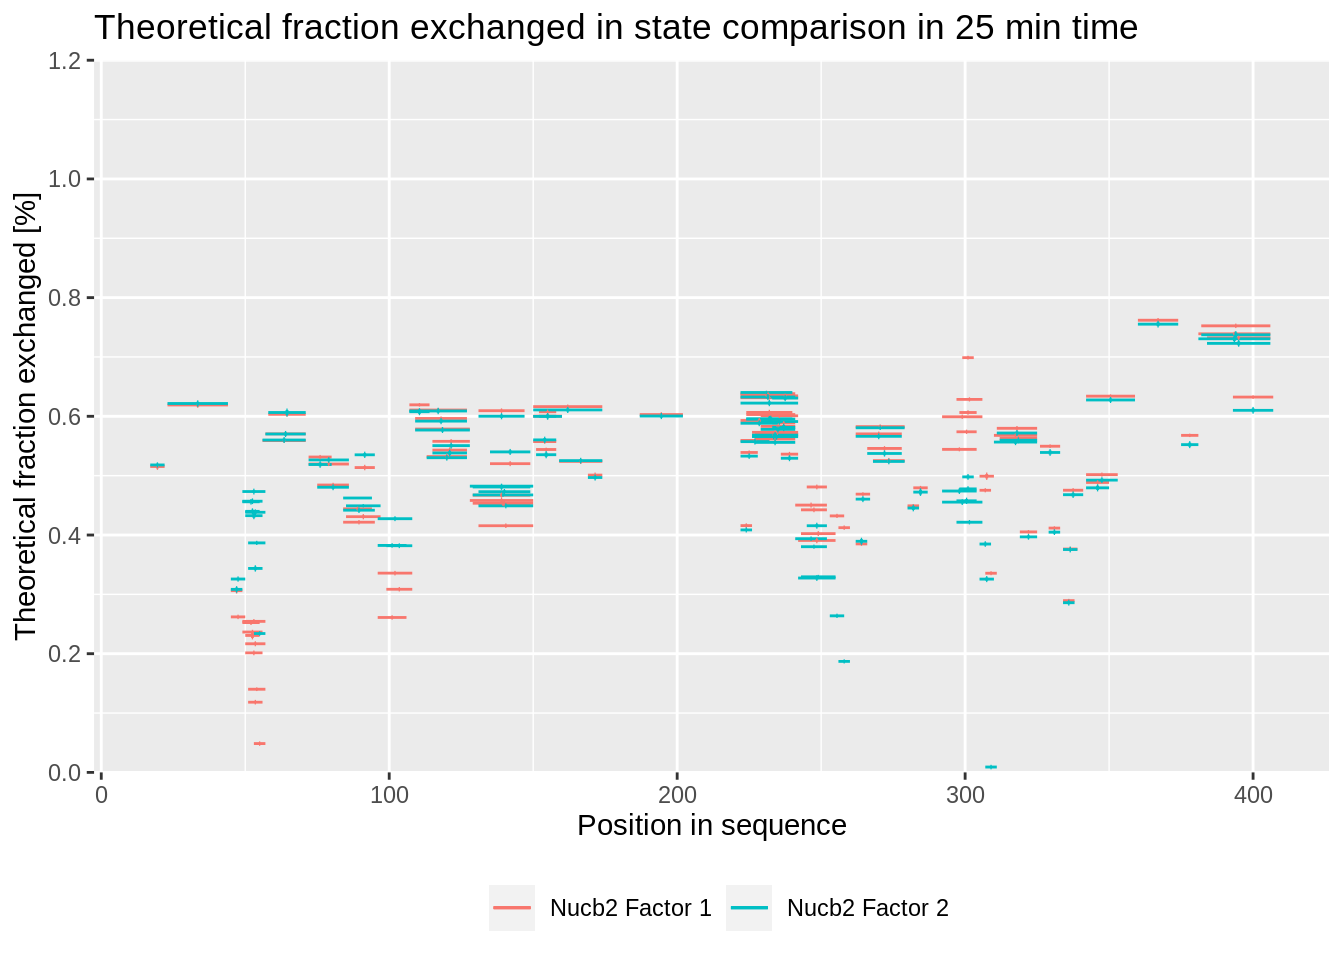 Theoretical fraction exchanged in state comparison in 25 min time
Theoretical fraction exchanged [%]
1.2
1.0
0.8
0.6
0.4
0.2
0.0
0 100 200 300 400
Position in sequence
Nucb2 Factor 1 Nucb2 Factor 2